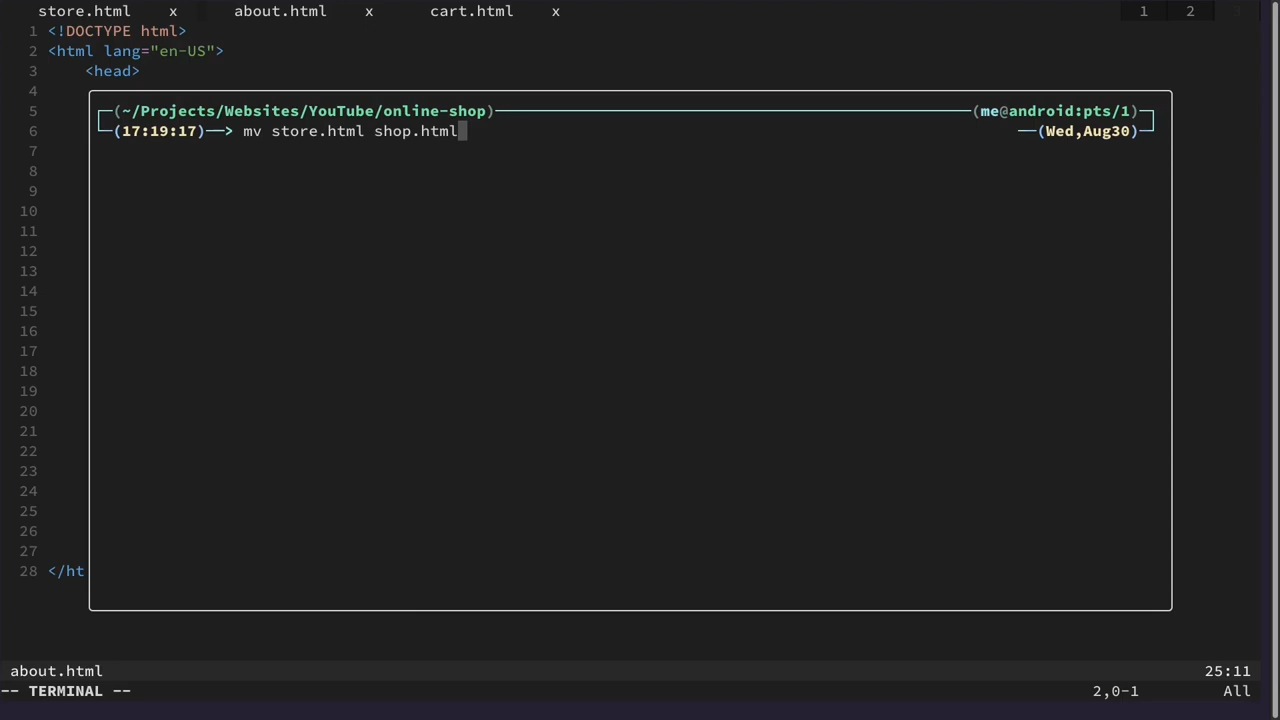 store.html x about.html x cart.html x 1 2 3
1 <!DOCTYPE html>
2 <html lang="en-US">
3 <head>
4
5 (~/Projects/Websites/YouTube/online-shop) (me@android:pts/1)
6 (17:19:17)──> mv store.html shop.html (Wed,Aug30)
7
8
9
10
11
12
13
14
15
16
17
18
19
20
21
22
23
24
25
26
27
28 </ht
about.html 25:11
-- TERMINAL -- 2,0-1 All